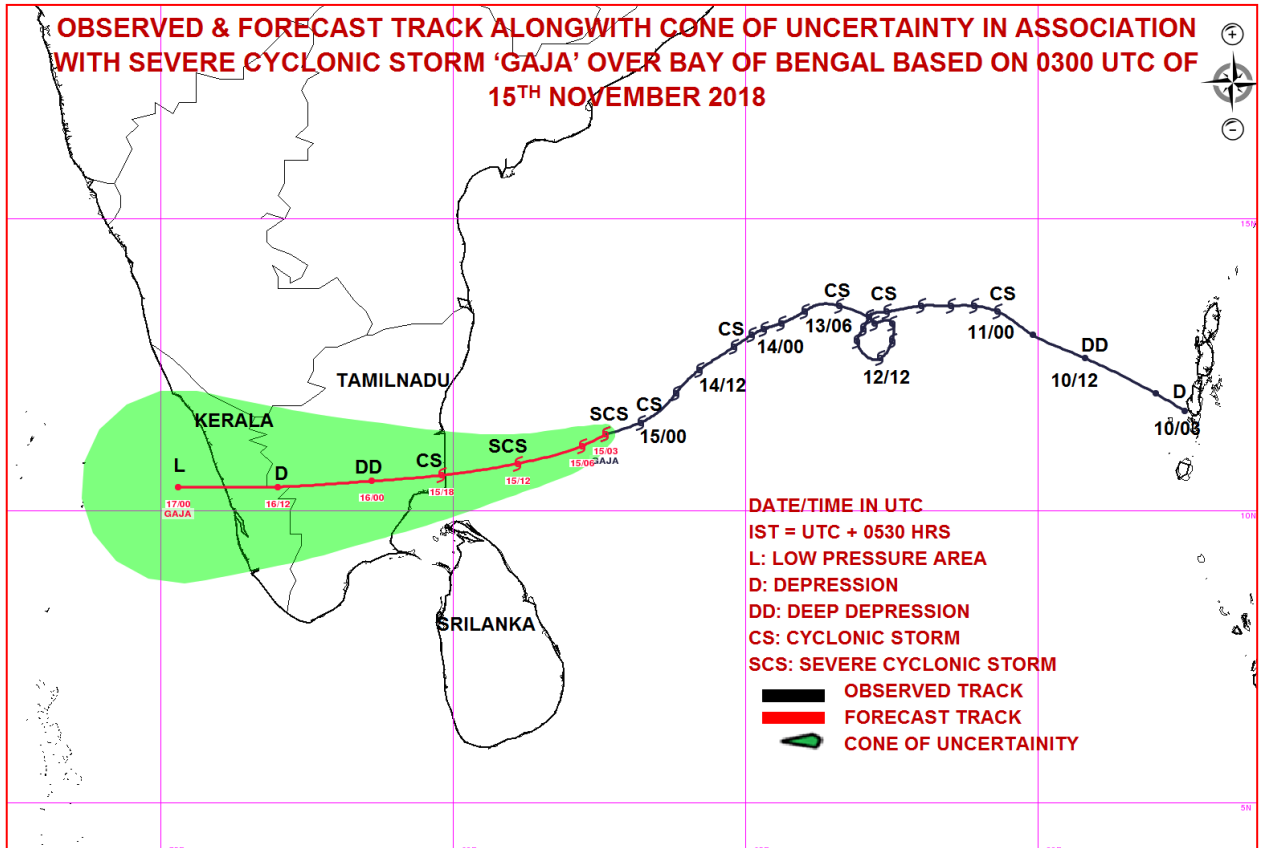 OBSERVED & FORECAST TRACK ALONGWITH CONE OF UNCERTAINTY IN ASSOCIATION
WITH SEVERE CYCLONIC STORM ‘GAJA’ OVER BAY OF BENGAL BASED ON 0300 UTC OF
15TH NOVEMBER 2018
15N
CS
CS
CS
13/06
11/00
CS
14/00
DD
12/12
10/12
TAMILNADU
14/12
D
SCS
CS
10/03
KERALA
15/00
SCS
15/03
GAJA
15/06
L
D
DD
CS
15/12
17/00
GAJA
16/12
16/00
15/18
10N
DATE/TIME IN UTC
IST = UTC + 0530 HRS
L: LOW PRESSURE AREA
D: DEPRESSION
DD: DEEP DEPRESSION
SRILANKA
CS: CYCLONIC STORM
SCS: SEVERE CYCLONIC STORM
OBSERVED TRACK
FORECAST TRACK
CONE OF UNCERTAINITY
5N